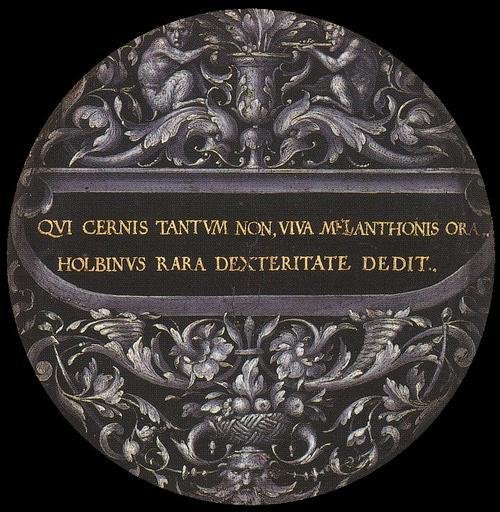 QVI CERNIS TANTVM NON, VIVA MELANTHONIS ORA.,
HOLBINVS RARA DEXTERITATE DEDIT.,